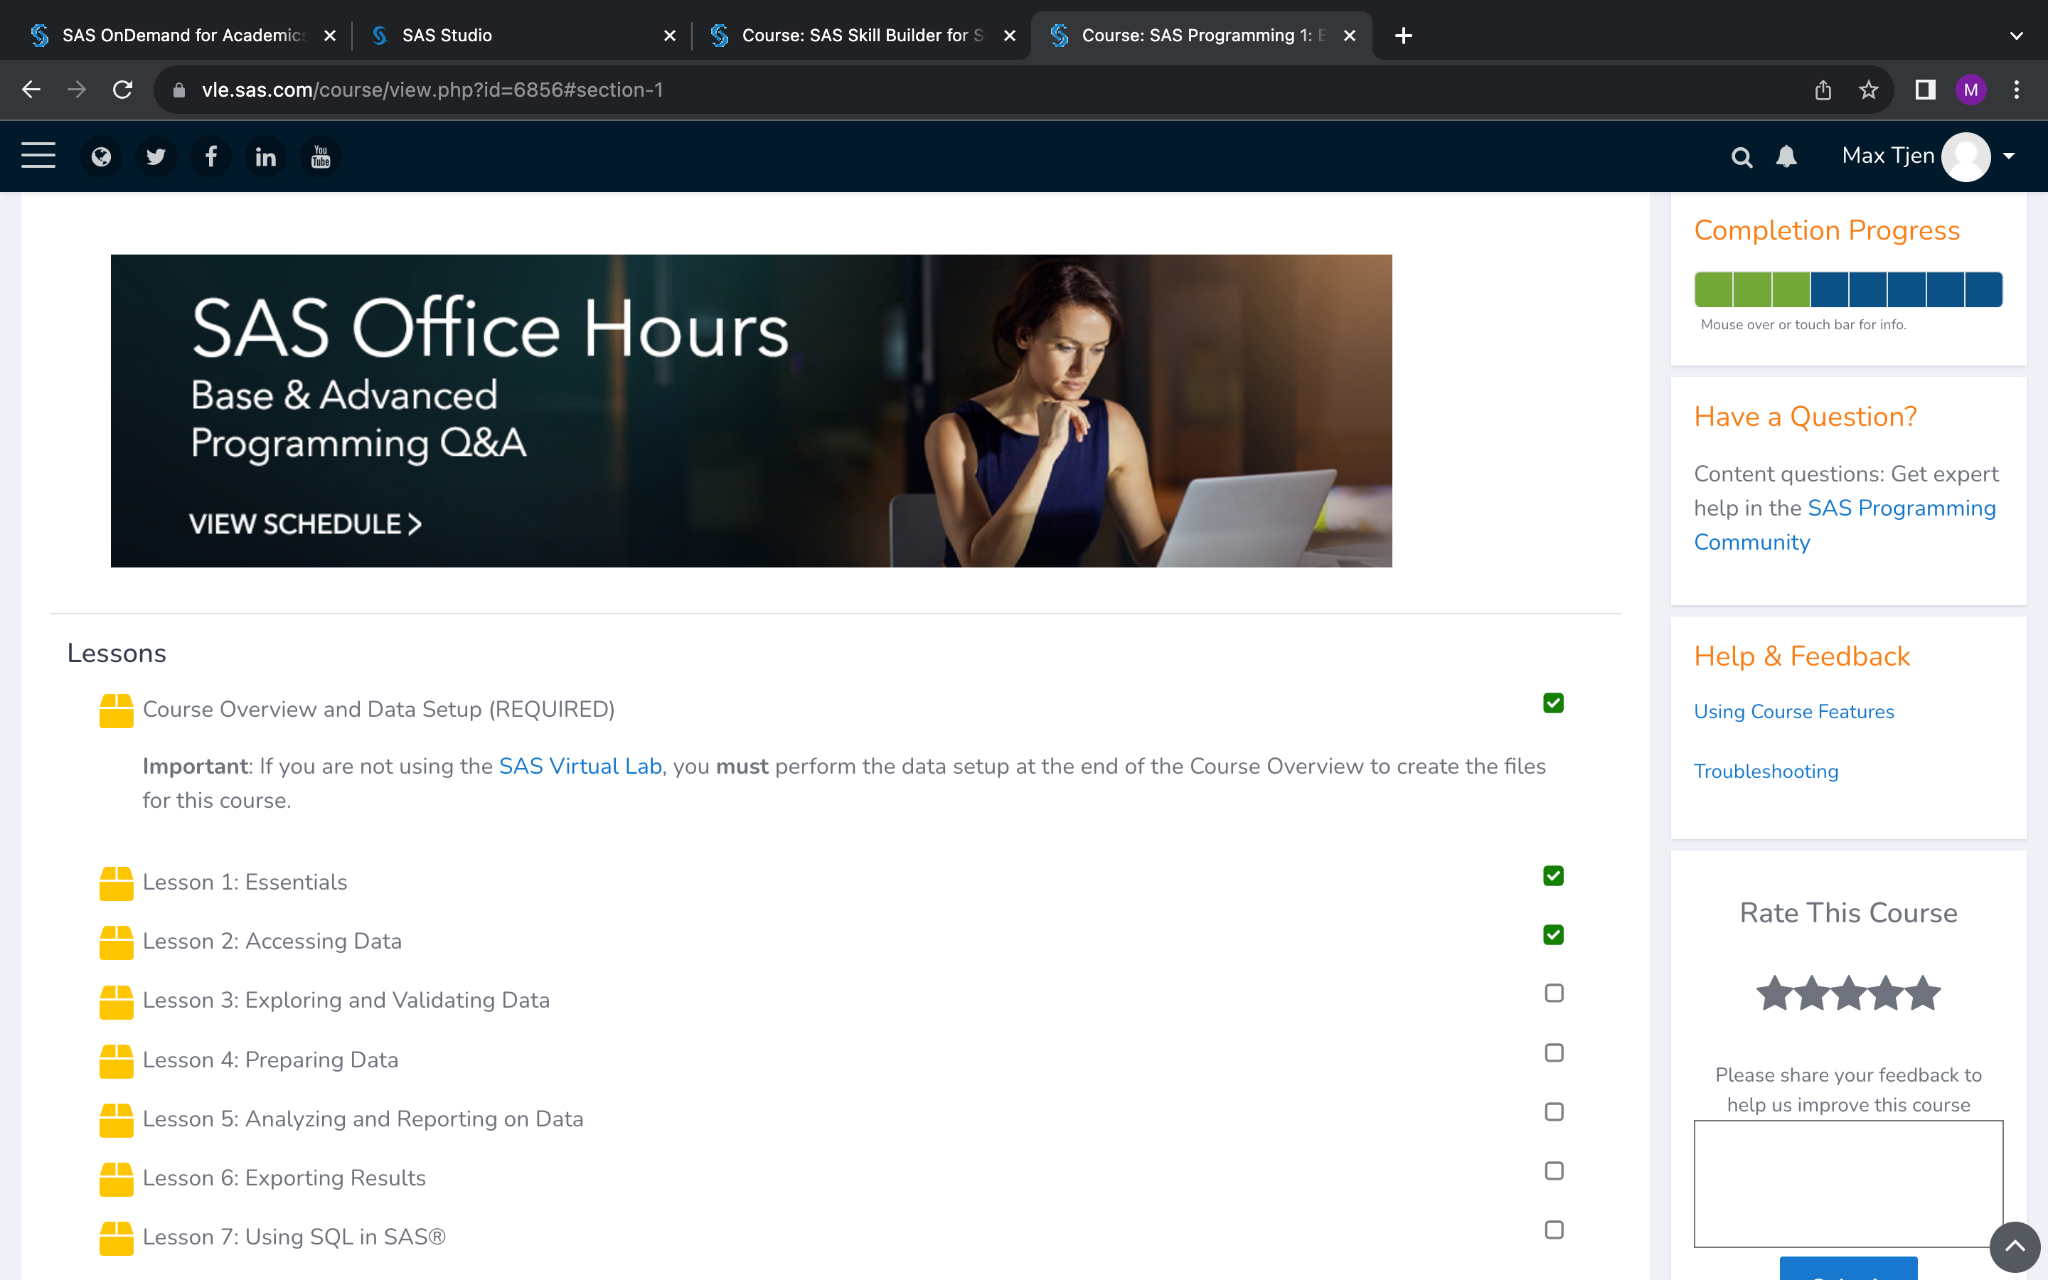 SAS OnDemand for Academics
SAS Studio
Course: SAS Skill Builder for S
Course: SAS Programming 1: E
vle.sas.com/course/view.php?id=6856#section-1
M
You
Tube
Max Tjen
SAS Office Hours
Base & Advanced
Programming Q&A
VIEW SCHEDULE >
Lessons
Course Overview and Data Setup (REQUIRED)
Important: If you are not using the SAS Virtual Lab, you must perform the data setup at the end of the Course Overview to create the files
for this course.
Lesson 1: Essentials
Lesson 2: Accessing Data
Lesson 3: Exploring and Validating Data
Lesson 4: Preparing Data
Lesson 5: Analyzing and Reporting on Data
Lesson 6: Exporting Results
Lesson 7: Using SQL in SAS®
Completion Progress
Mouse over or touch bar for info.
Have a Question?
Content questions: Get expert
help in the SAS Programming
Community
Help & Feedback
Using Course Features
Troubleshooting
Rate This Course
Please share your feedback to
help us improve this course